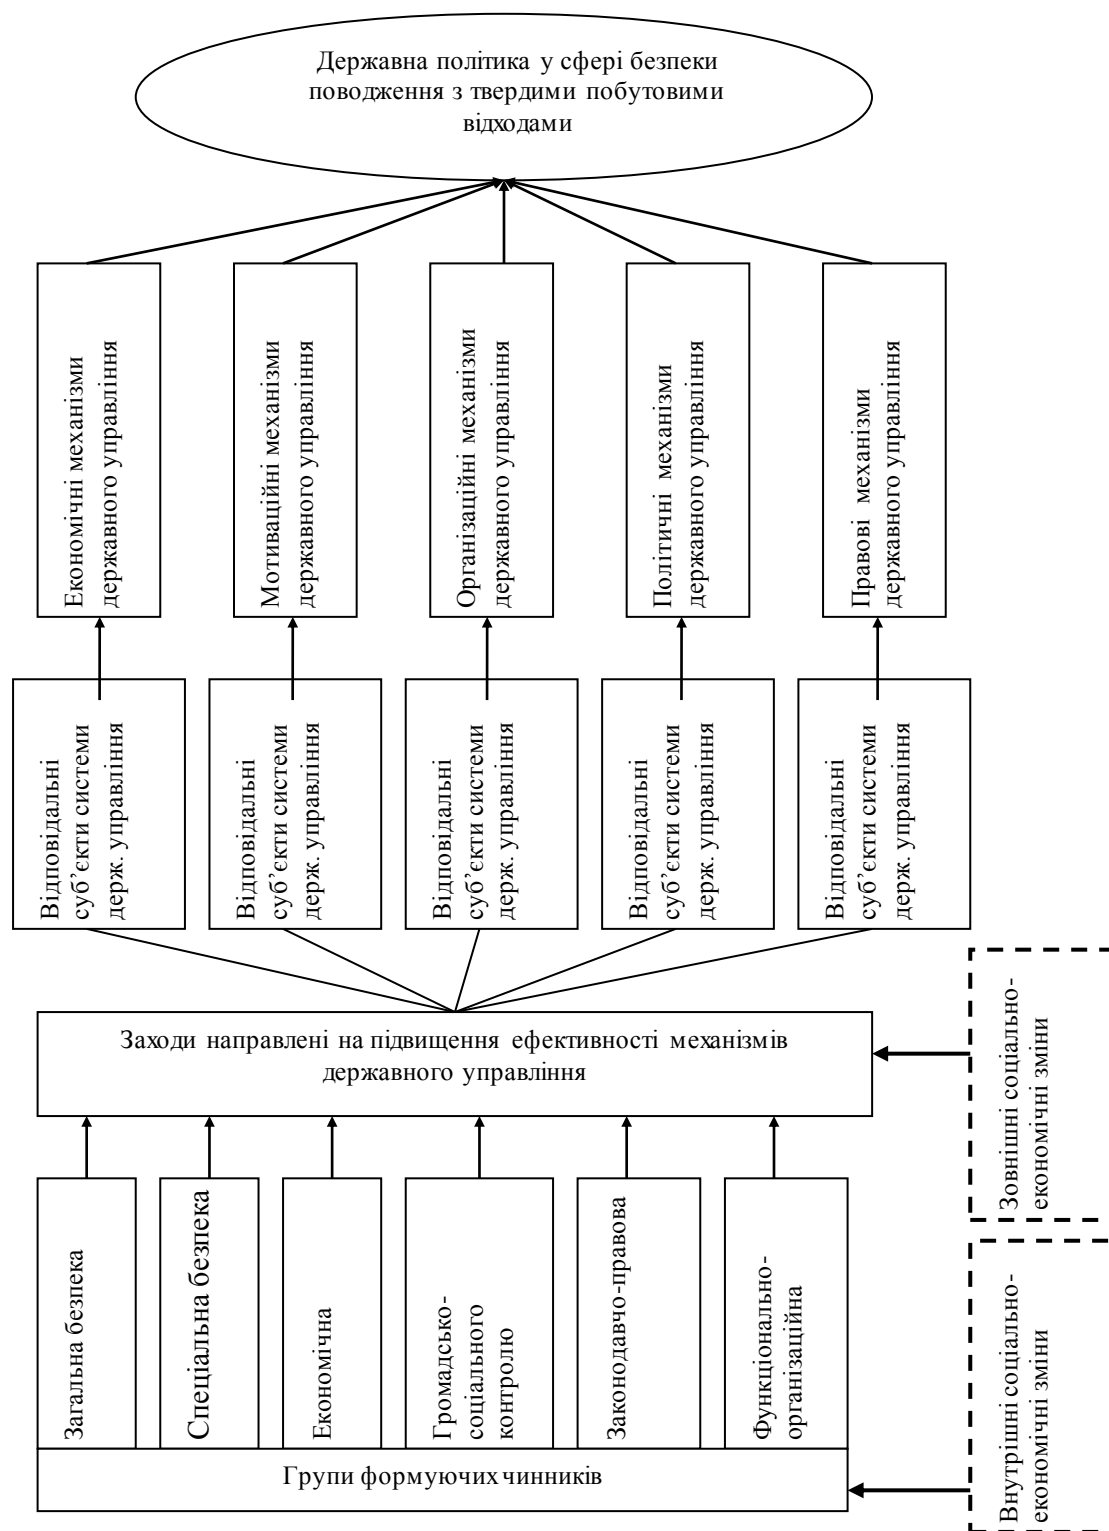 Державна політика у сфері безпеки
поводження з твердими побутовими
відходами
Економічні механізми
державного управління
Мотиваційні механізми
державного управління
Організаційні механізми
державного управління
Політичні механізми
державного управління
Правові механізми
державного управління
Відповідальні
суб’єкти системи
держ. управління
Відповідальні
суб’єкти системи
держ. управління
Відповідальні
суб’єкти системи
держ. управління
Відповідальні
суб’єкти системи
держ. управління
Відповідальні
суб’єкти системи
держ. управління
Заходи направлені на підвищення ефективності механізмів
державного управління
Зовнішні соціально-
економічні зміни
Загальна безпека
Спеціальна безпека
Економічна
Громадсько-
соціального
контролю
Законодавчо-правова
Функціонально-
організаційна
Групи формуючих чинників
Внутрішні соціально-
економічні зміни